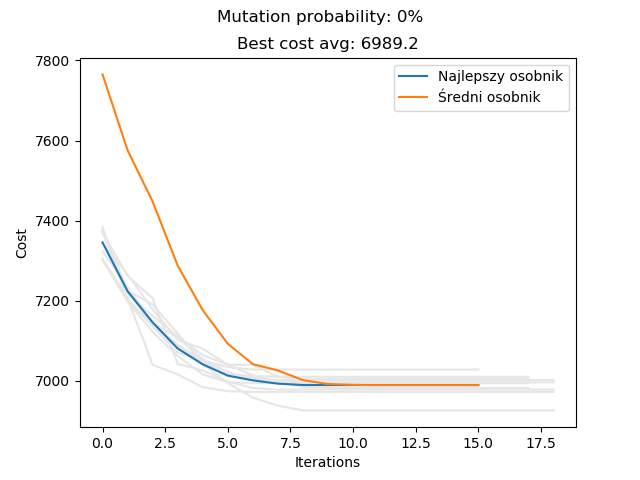 Mutation probability: 0%
Best cost avg: 6989.2
Najlepszy osobnik
Średni osobnik
Cost
7800
7600
7400
7200
7000
0.0 2.5 5.0 7.5 10.0 12.5 15.0 17.5
Iterations